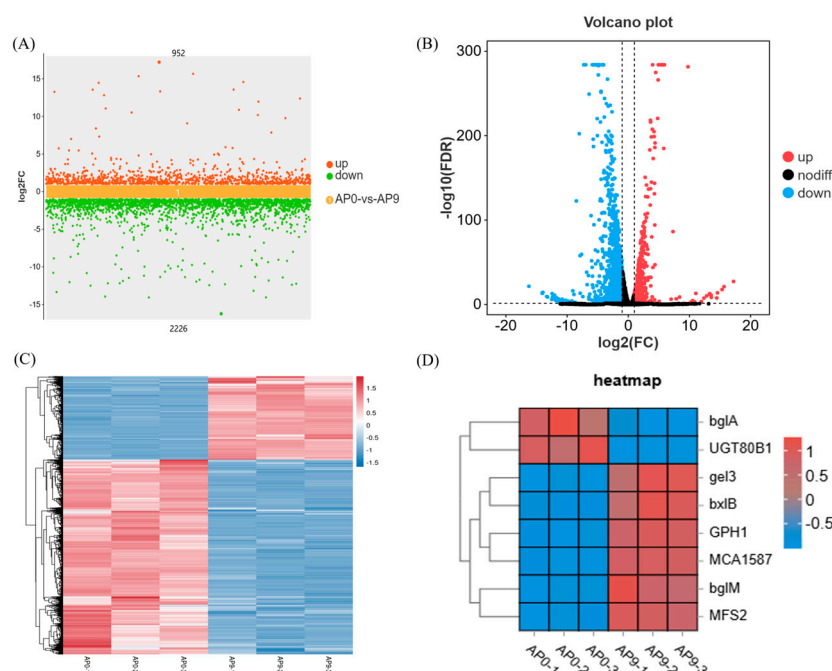 (A)
952
15
10
5
0
-5
-10
-15
log2FC
1
2226
up
down
AP0-vs-AP9
(B)
Volcano plot
300
200
100
0
-log10(FDR)
-20
-10
0
10
20
log2(FC)
up
nodiff
down
(C)
1.5
1
0.5
0
-0.5
-1
-1.5
(D)
heatmap
bglA
UGT80B1
gel3
bxlB
GPH1
MCA1587
bglM
MFS2
1
0.5
0
-0.5
AP0-1
AP0-2
AP0-3
AP9-1
AP9-2
AP9-3